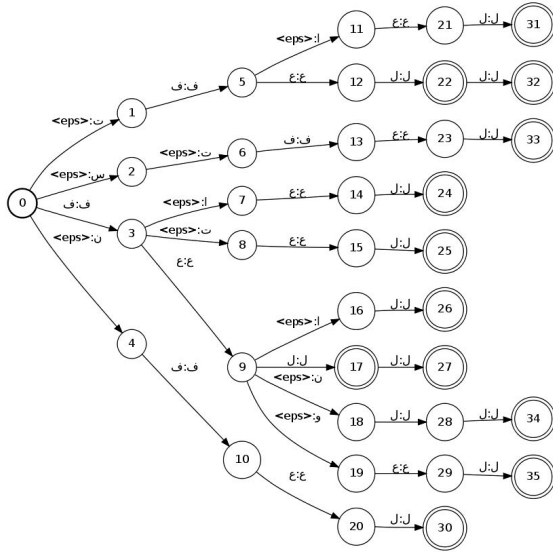 11 ع:ع 21 ل:ل 31
<eps>:ا
5 ع:ع 12 ل:ل 22 ل:ل 32
ف:ف
1
<eps>:ت
6 ف:ف 13 ع:ع 23 ل:ل 33
<eps>:ت
2
<eps>:س
0
ف:ف
3
<eps>:ا
7 ع:ع 14 ل:ل 24
<eps>:ت
8 ع:ع 15 ل:ل 25
ع:ع
<eps>:ن
16 ل:ل 26
<eps>:ا
4
9 ل:ل 17 ل:ل 27
ف:ف
<eps>:ن
18 ل:ل 28 ل:ل 34
<eps>:و
10
19 ع:ع 29 ل:ل 35
ع:ع
20 ل:ل 30